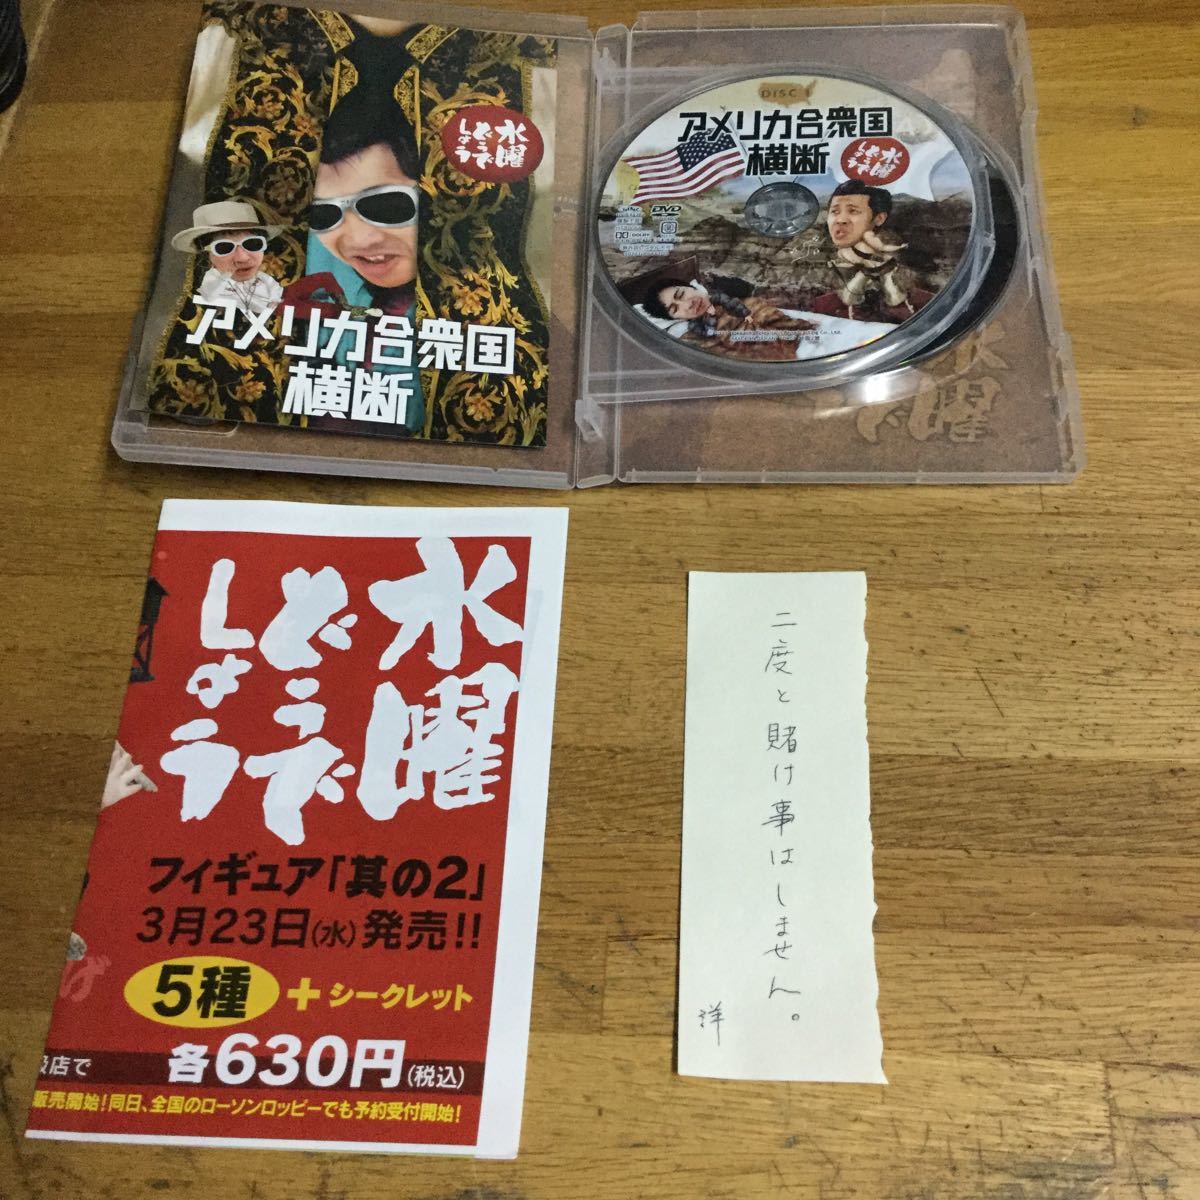 水曜
どうで
しょう
アメリカ合衆国
横断
DISC 1
アメリカ合衆国
横断
水曜
どうで
しょう
DVD
DOLBY
水曜
どうで
しょう
フィギュア「其の2」
3月23日(水)発売!!
5種+シークレット
店で
各630円(税込)
販売開始!同日、全国のローソンロッピーでも予約受付開始!
二度と賭け事はしません。
洋